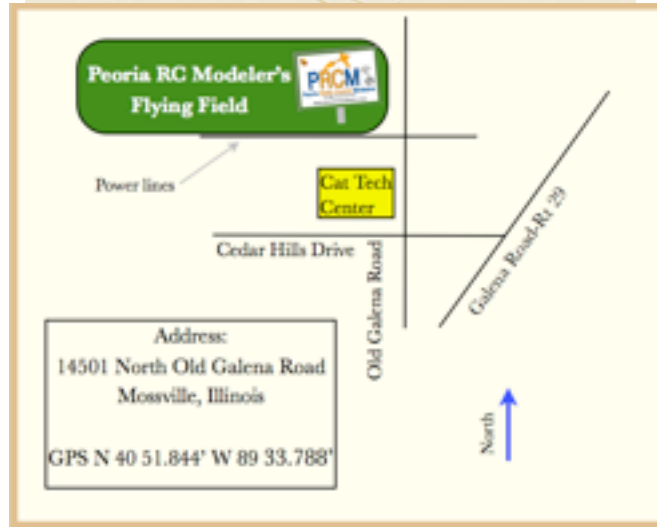 Peoria RC Modeler's
Flying Field
PRCM
Power lines
Cat Tech
Center
Cedar Hills Drive
Old Galena Road
Galena Road-Rt 29
Address:
14501 North Old Galena Road
Mossville, Illinois
GPS N 40 51.844' W 89 33.788'
North